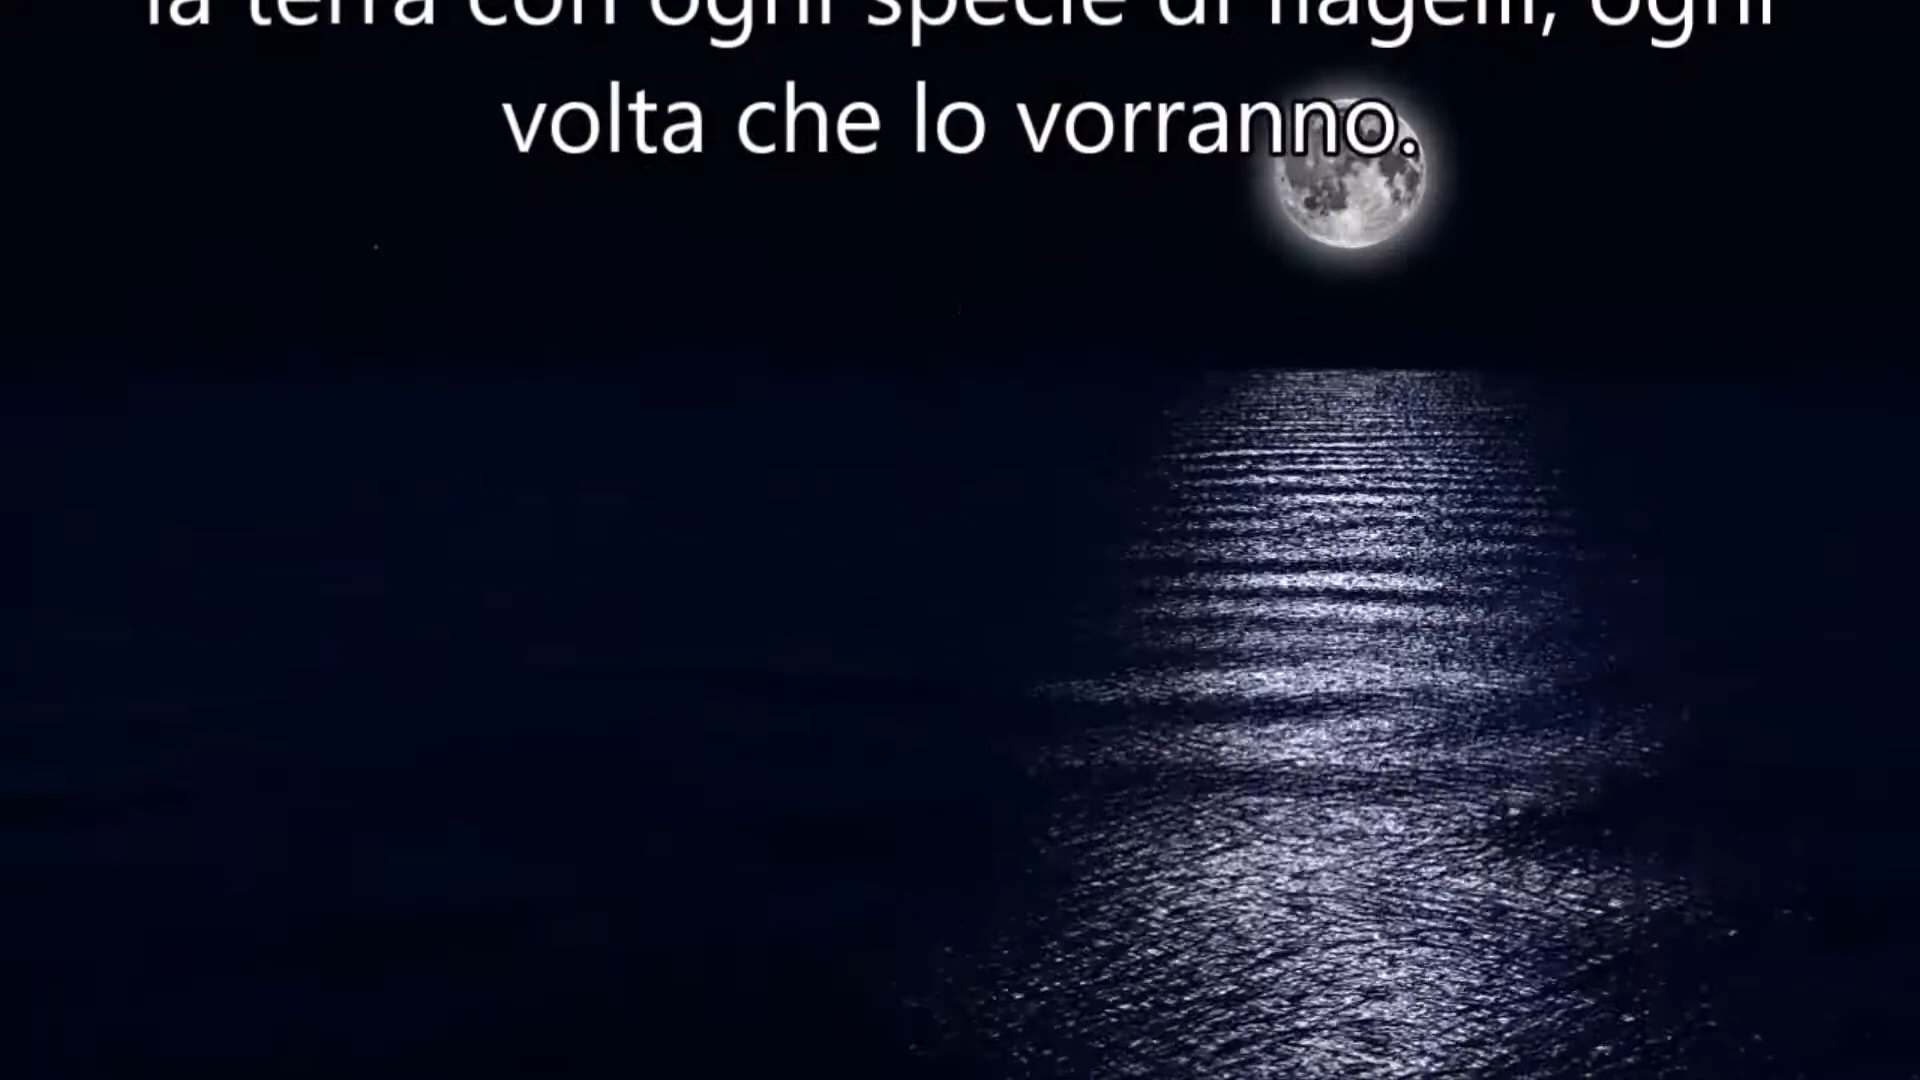 la terra con ogni specie di flagelli, ogni
volta che lo vorranno.